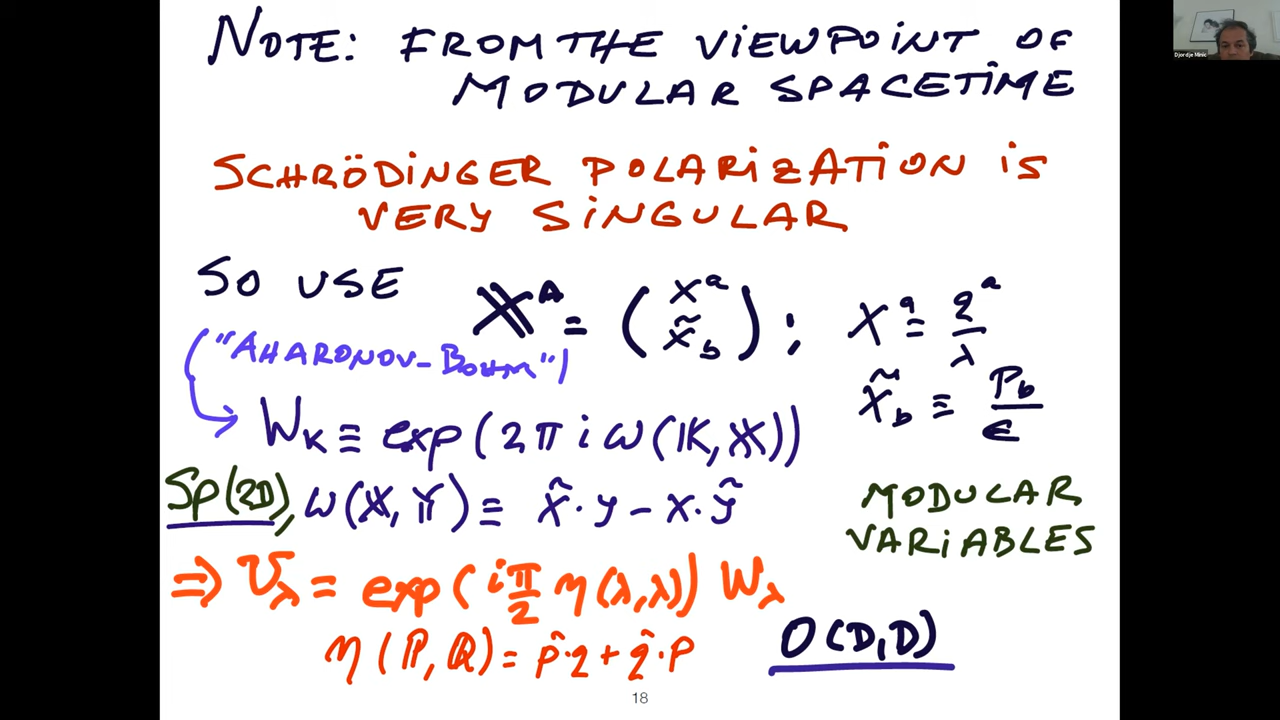 Djordje Minic
NOTE: FROM THE VIEWPOINT OF
MODULAR SPACETIME
SCHRÖDINGER POLARIZATION IS
VERY SINGULAR
SO USE 𝕏^A = (x^a / x̃_b) ; x^a ≡ q^a/λ
("AHARONOV-BOHM") x̃_b ≡ p_b/ε
W_𝕂 ≡ exp(2πi ω(𝕂,𝕏))
Sp(2D), ω(𝕏,𝕐) ≡ x̃·y − x·ỹ
MODULAR
VARIABLES
⇒ U_λ = exp(i π/2 η(λ,λ)) W_λ
η(ℙ,ℚ) = p̃·q + q̃·p O(D,D)
18